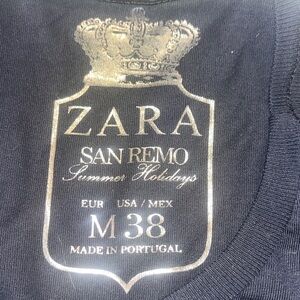 ZARA
SAN REMO
Summer Holidays
EUR USA / MEX
M 38
MADE IN PORTUGAL